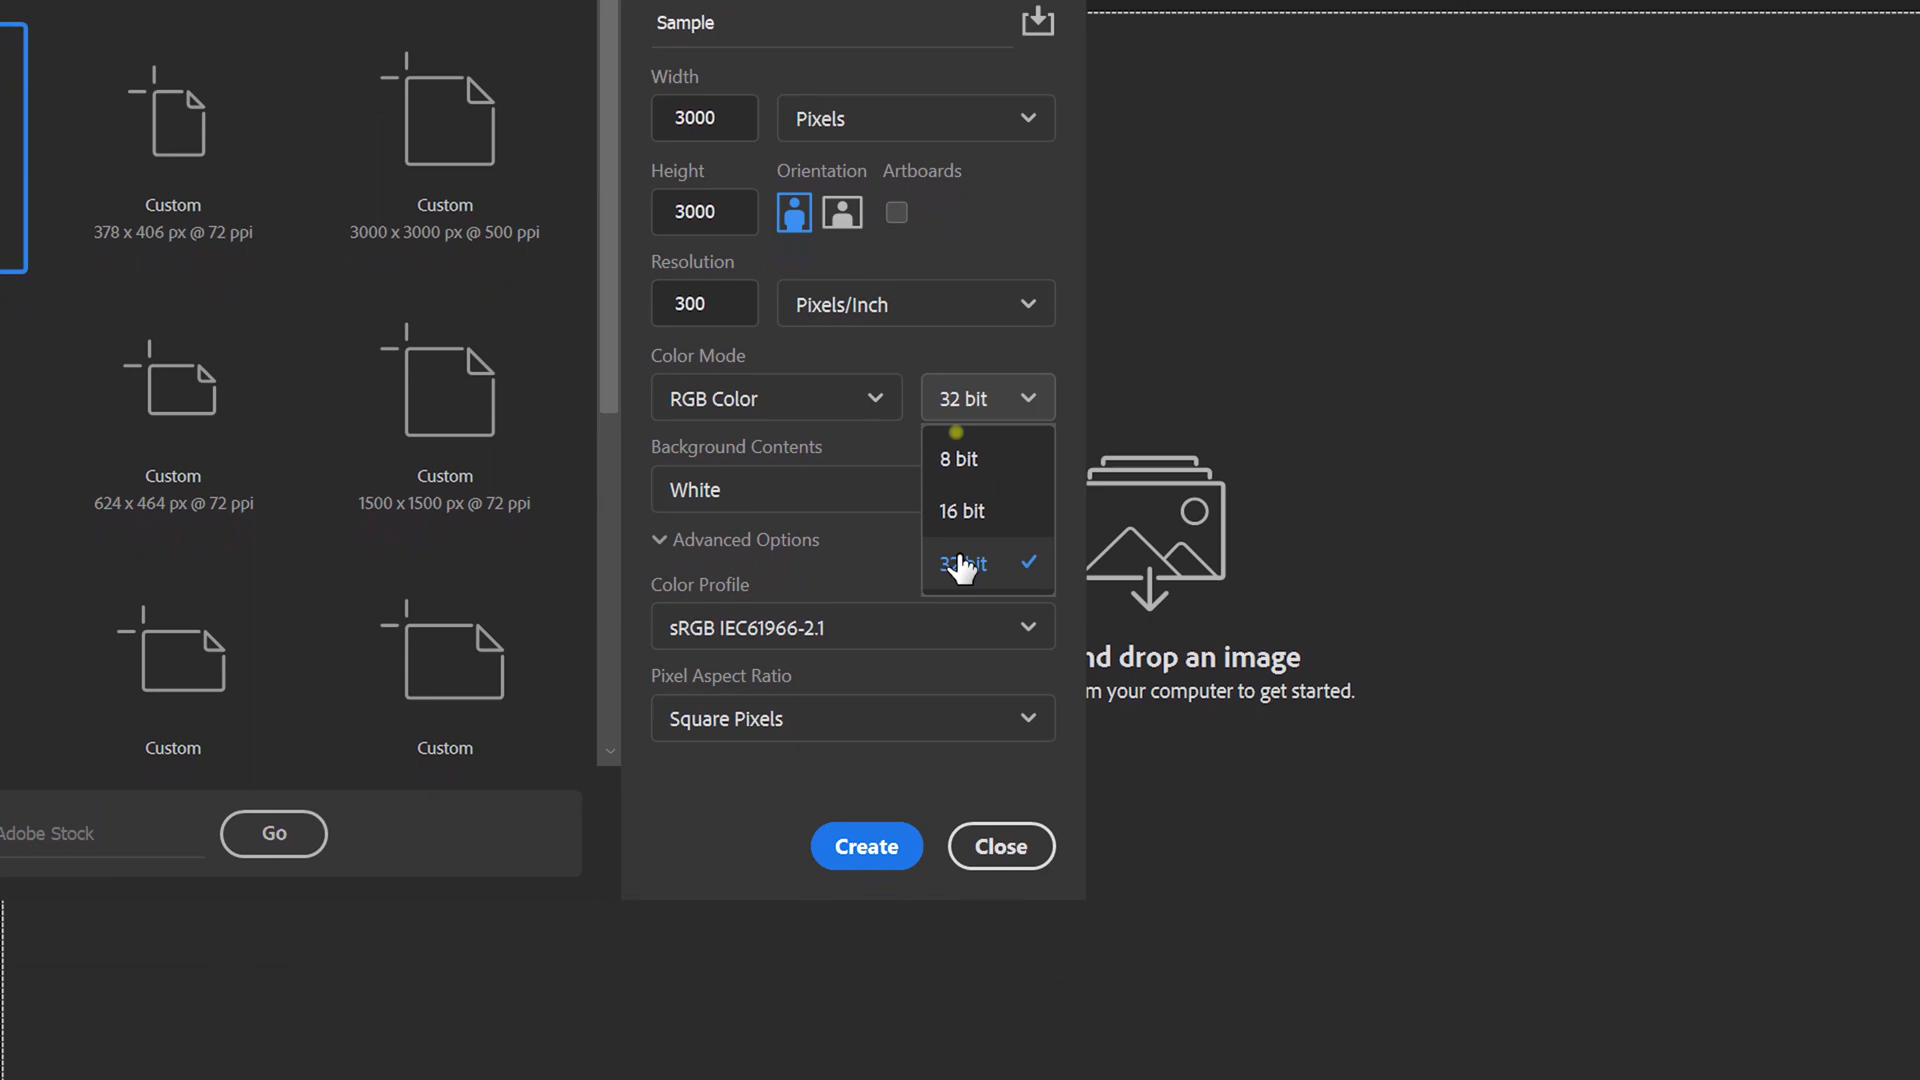 Custom
378 x 406 px @ 72 ppi
Custom
3000 x 3000 px @ 500 ppi
Custom
624 x 464 px @ 72 ppi
Custom
1500 x 1500 px @ 72 ppi
Custom
Custom
Adobe Stock
Go
Sample
Width
3000
Pixels
Height
Orientation
Artboards
3000
Resolution
300
Pixels/Inch
Color Mode
RGB Color
32 bit
8 bit
16 bit
Background Contents
White
Advanced Options
Color Profile
sRGB IEC61966-2.1
Pixel Aspect Ratio
Square Pixels
Create
Close
drop an image
your computer to get started.